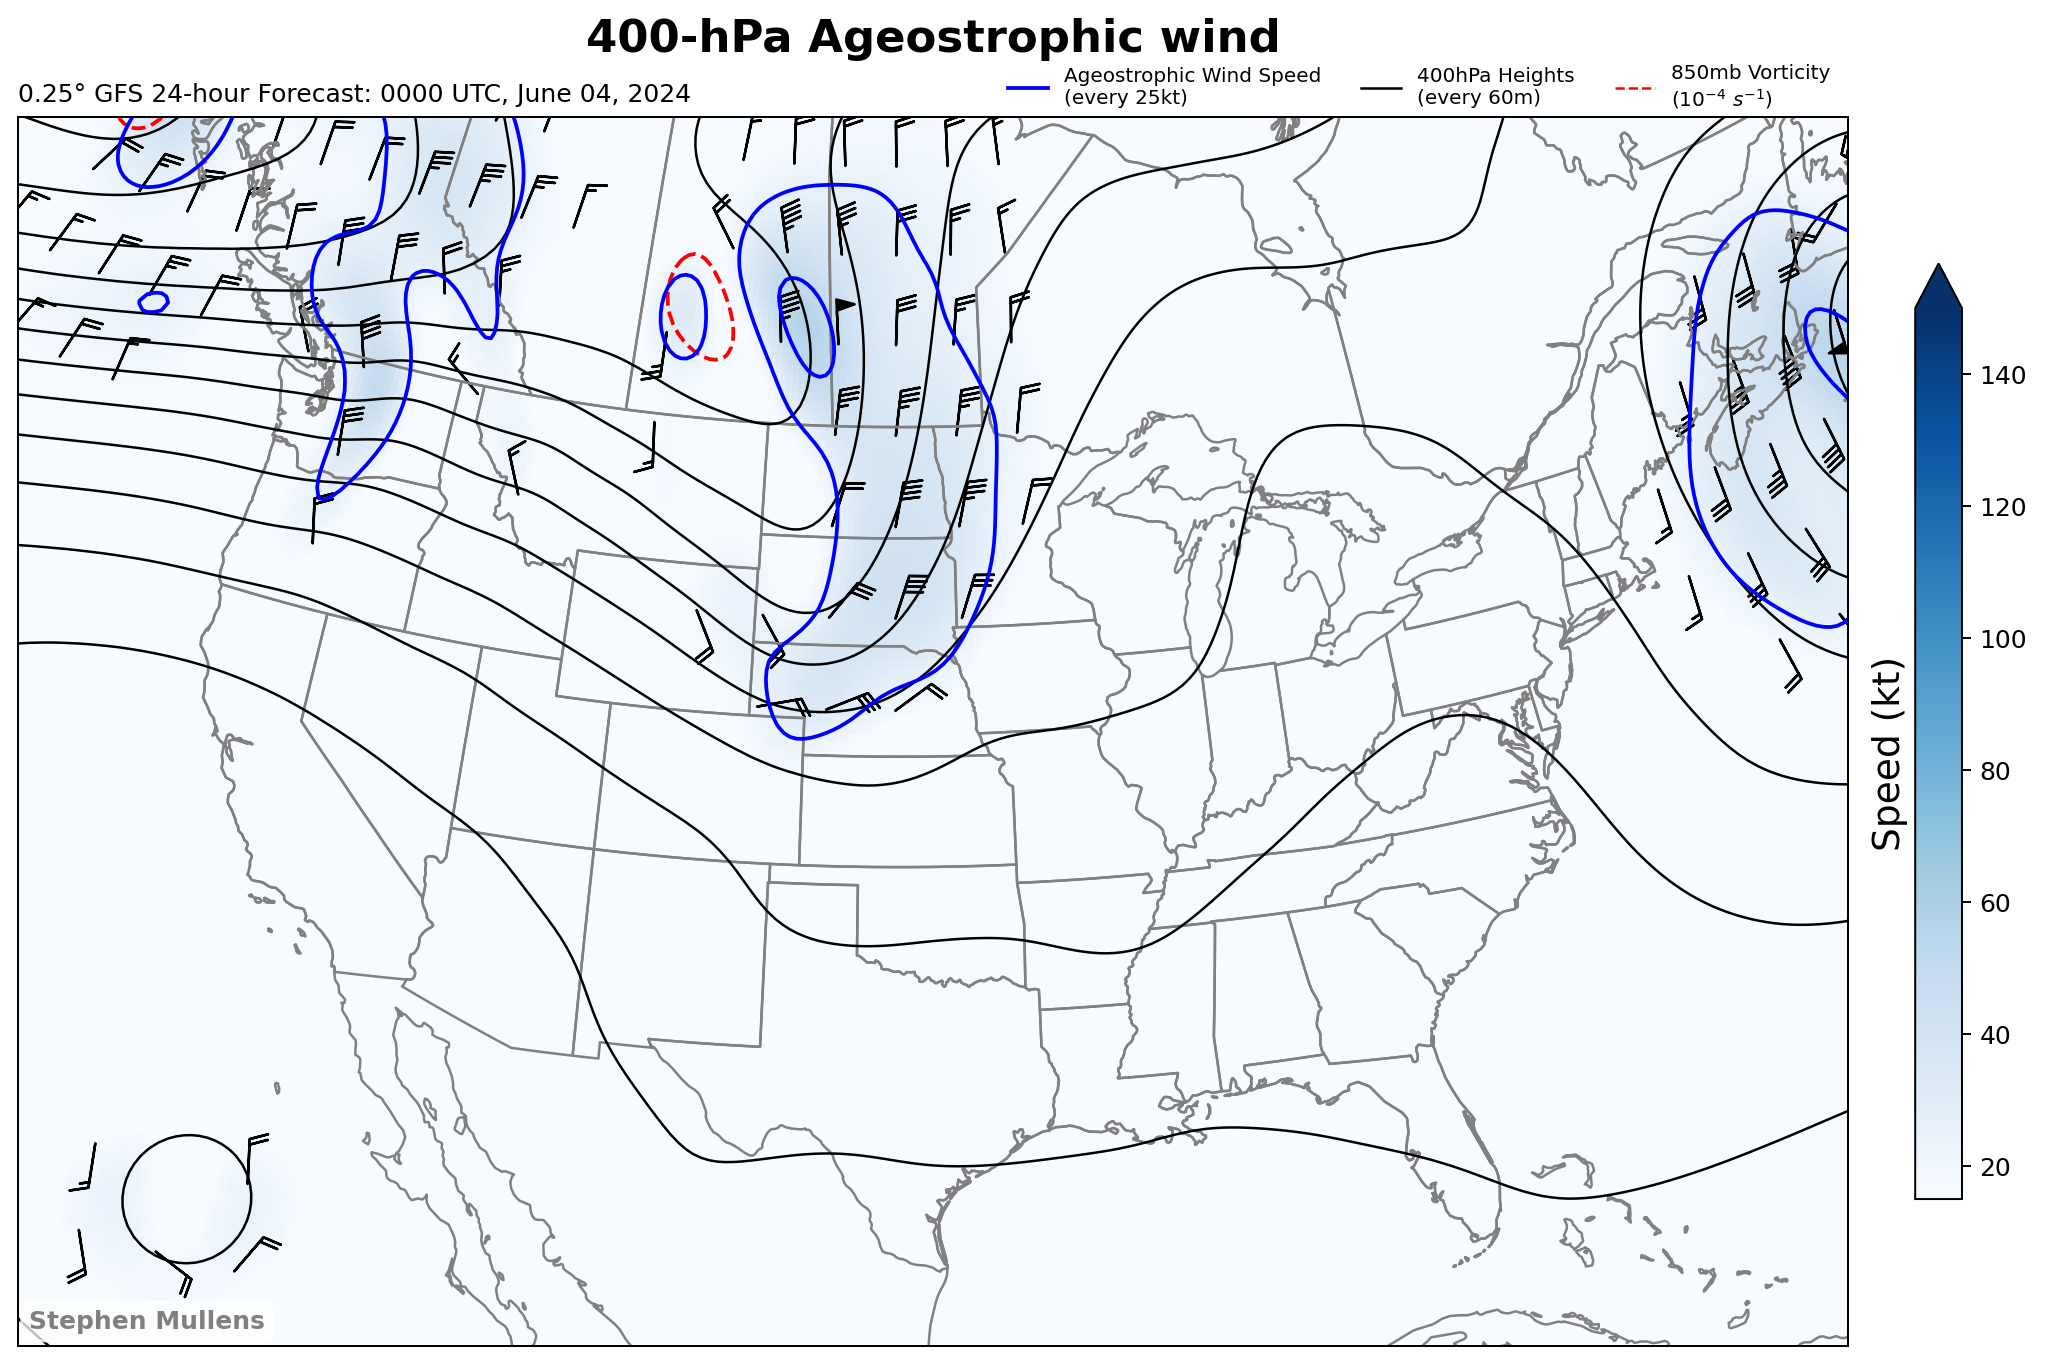 400-hPa Ageostrophic wind
0.25° GFS 24-hour Forecast: 0000 UTC, June 04, 2024
Ageostrophic Wind Speed
(every 25kt)
400hPa Heights
(every 60m)
850mb Vorticity
(10⁻⁴ s⁻¹)
140
120
100
80
60
40
20
Speed (kt)
Stephen Mullens